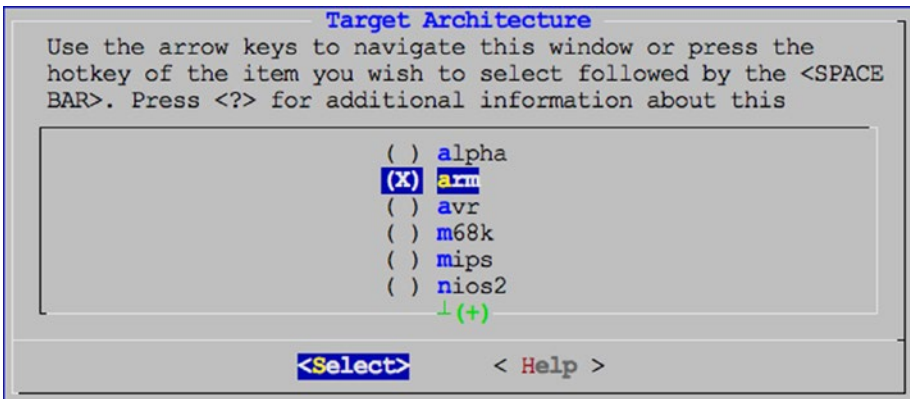 Target Architecture
Use the arrow keys to navigate this window or press the
hotkey of the item you wish to select followed by the <SPACE
BAR>. Press <?> for additional information about this
( ) alpha
(X) arm
( ) avr
( ) m68k
( ) mips
( ) nios2
┴(+)
<Select> < Help >